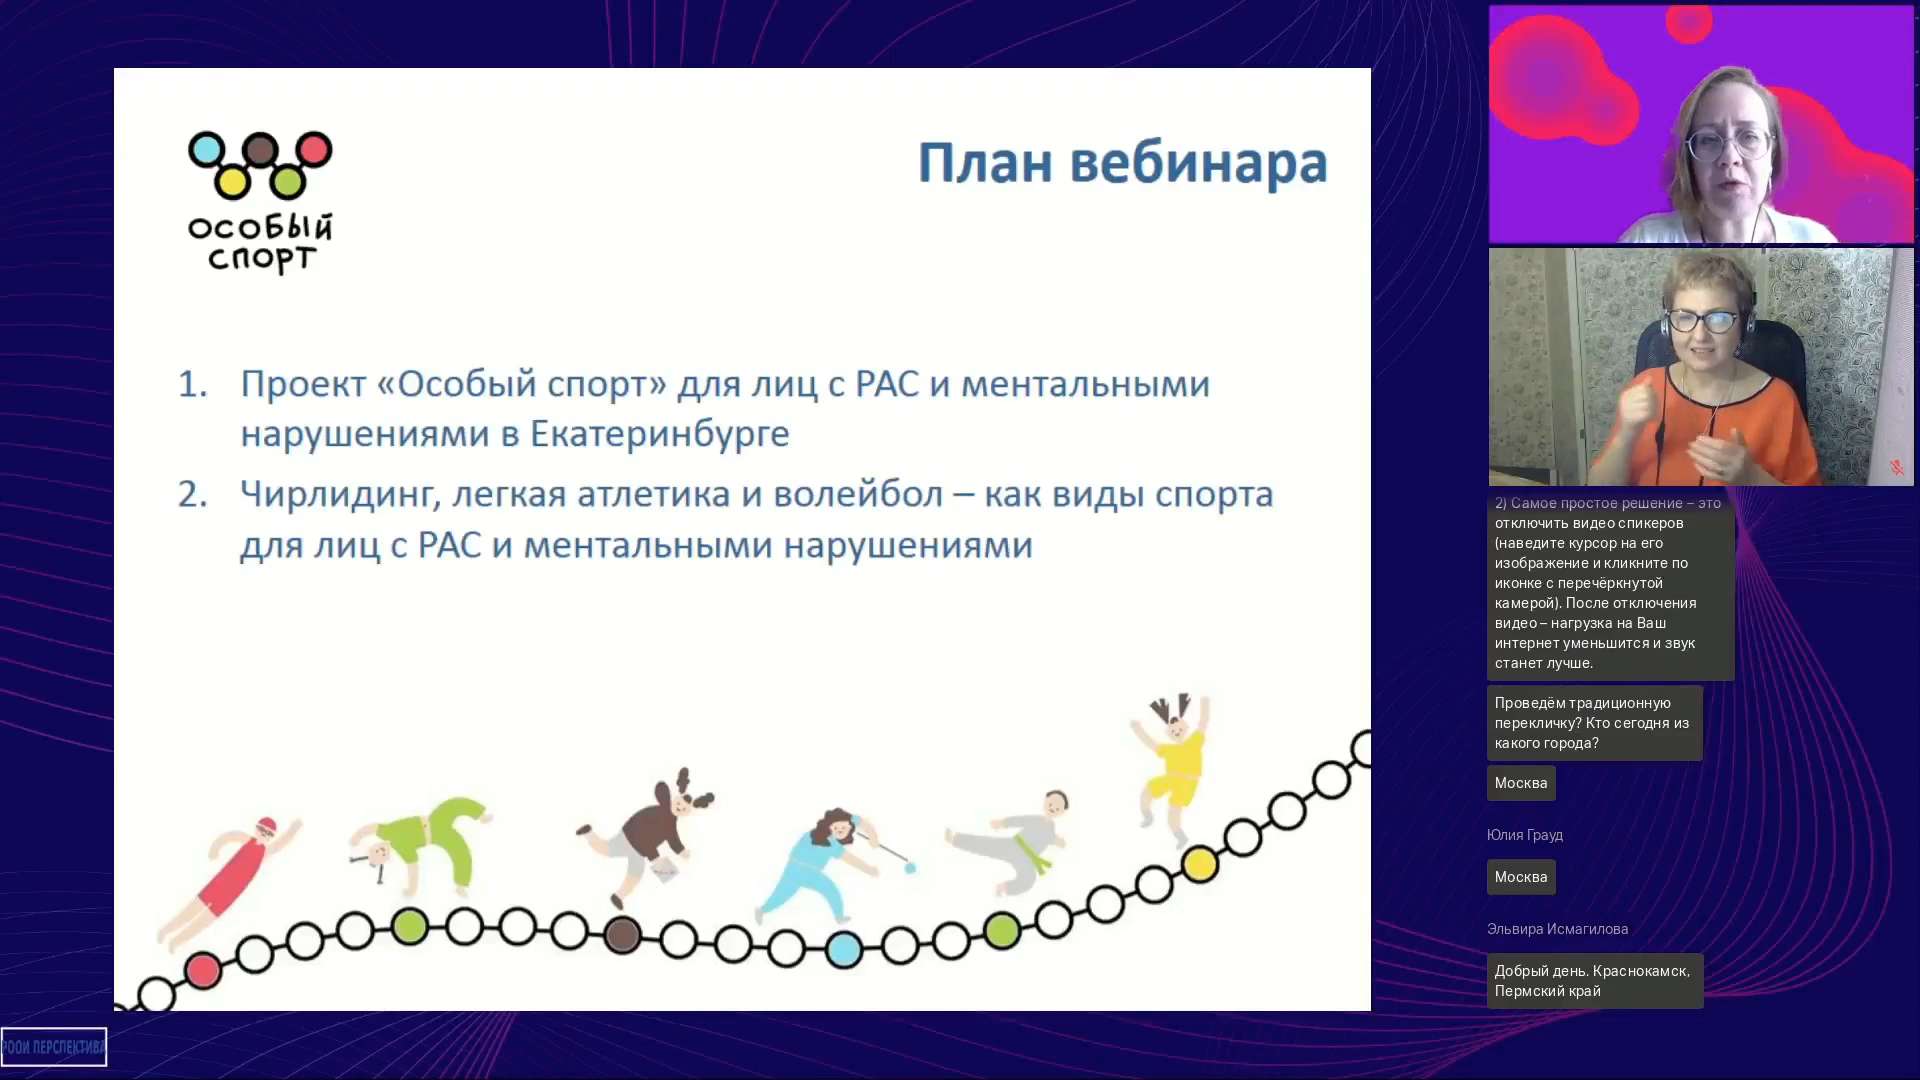 План вебинара
ОСОБЫЙ
СПОРТ
1. Проект «Особый спорт» для лиц с РАС и ментальными
нарушениями в Екатеринбурге
2. Чирлидинг, легкая атлетика и волейбол – как виды спорта
для лиц с РАС и ментальными нарушениями
РООИ ПЕРСПЕКТИВА
2) Самое простое решение – это
отключить видео спикеров
(наведите курсор на его
изображение и кликните по
иконке с перечёркнутой
камерой). После отключения
видео – нагрузка на Ваш
интернет уменьшится и звук
станет лучше.
Проведём традиционную
перекличку? Кто сегодня из
какого города?
Москва
Юлия Грауд
Москва
Эльвира Исмагилова
Добрый день. Краснокамск,
Пермский край